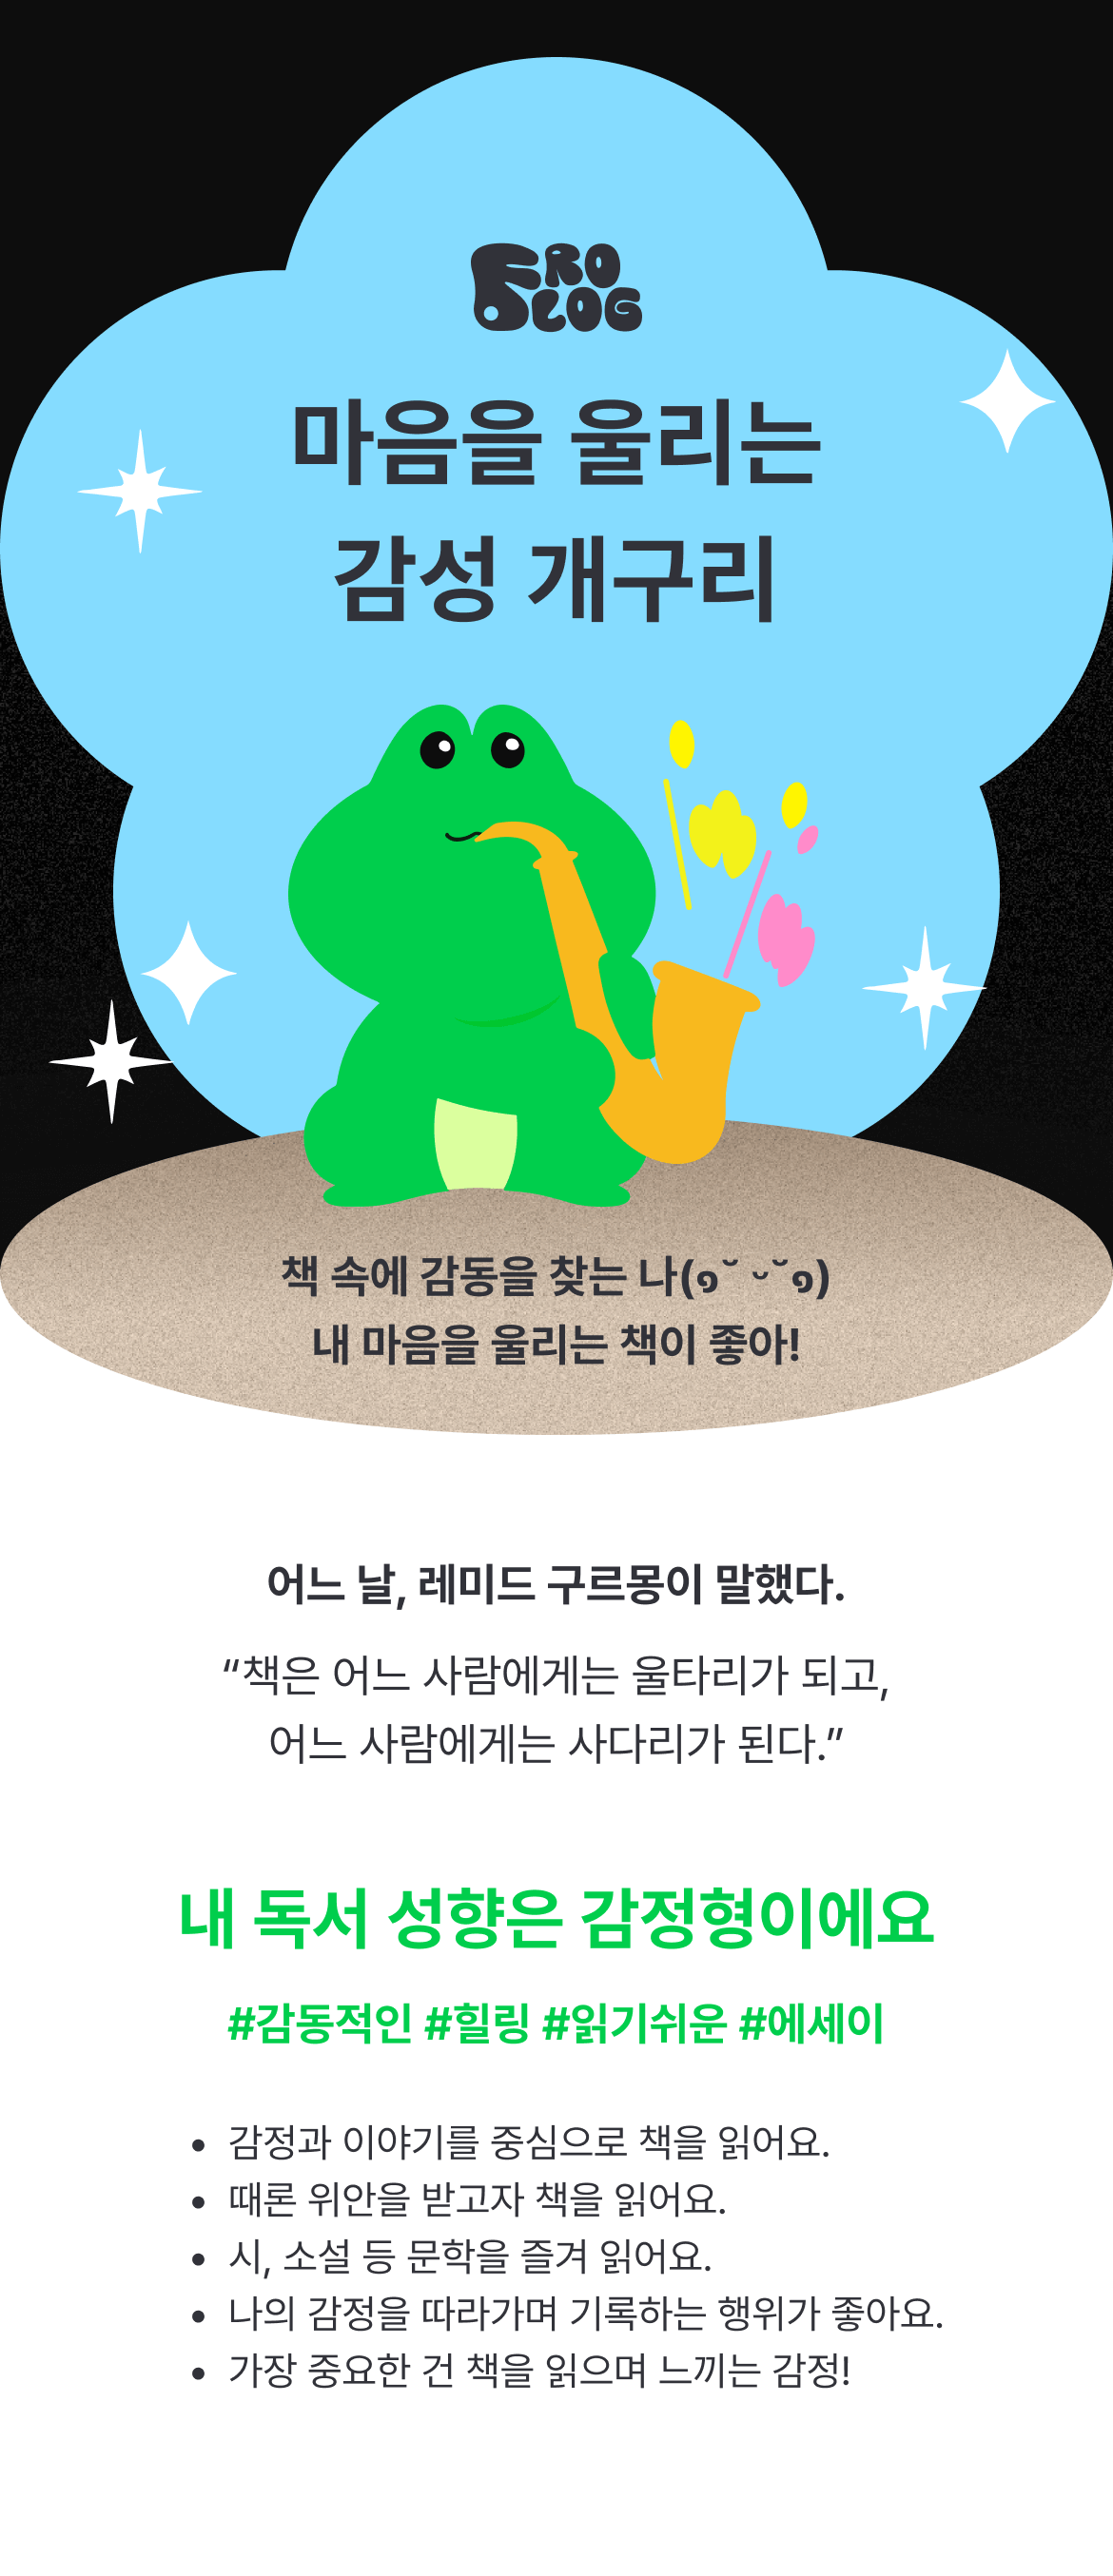 FRO
BLOG
마음을 울리는
감성 개구리
책 속에 감동을 찾는 나(๑˘ ᵕ˘๑)
내 마음을 울리는 책이 좋아!
어느 날, 레미드 구르몽이 말했다.
“책은 어느 사람에게는 울타리가 되고,
어느 사람에게는 사다리가 된다.”
내 독서 성향은 감정형이에요
#감동적인 #힐링 #읽기쉬운 #에세이
• 감정과 이야기를 중심으로 책을 읽어요.
• 때론 위안을 받고자 책을 읽어요.
• 시, 소설 등 문학을 즐겨 읽어요.
• 나의 감정을 따라가며 기록하는 행위가 좋아요.
• 가장 중요한 건 책을 읽으며 느끼는 감정!